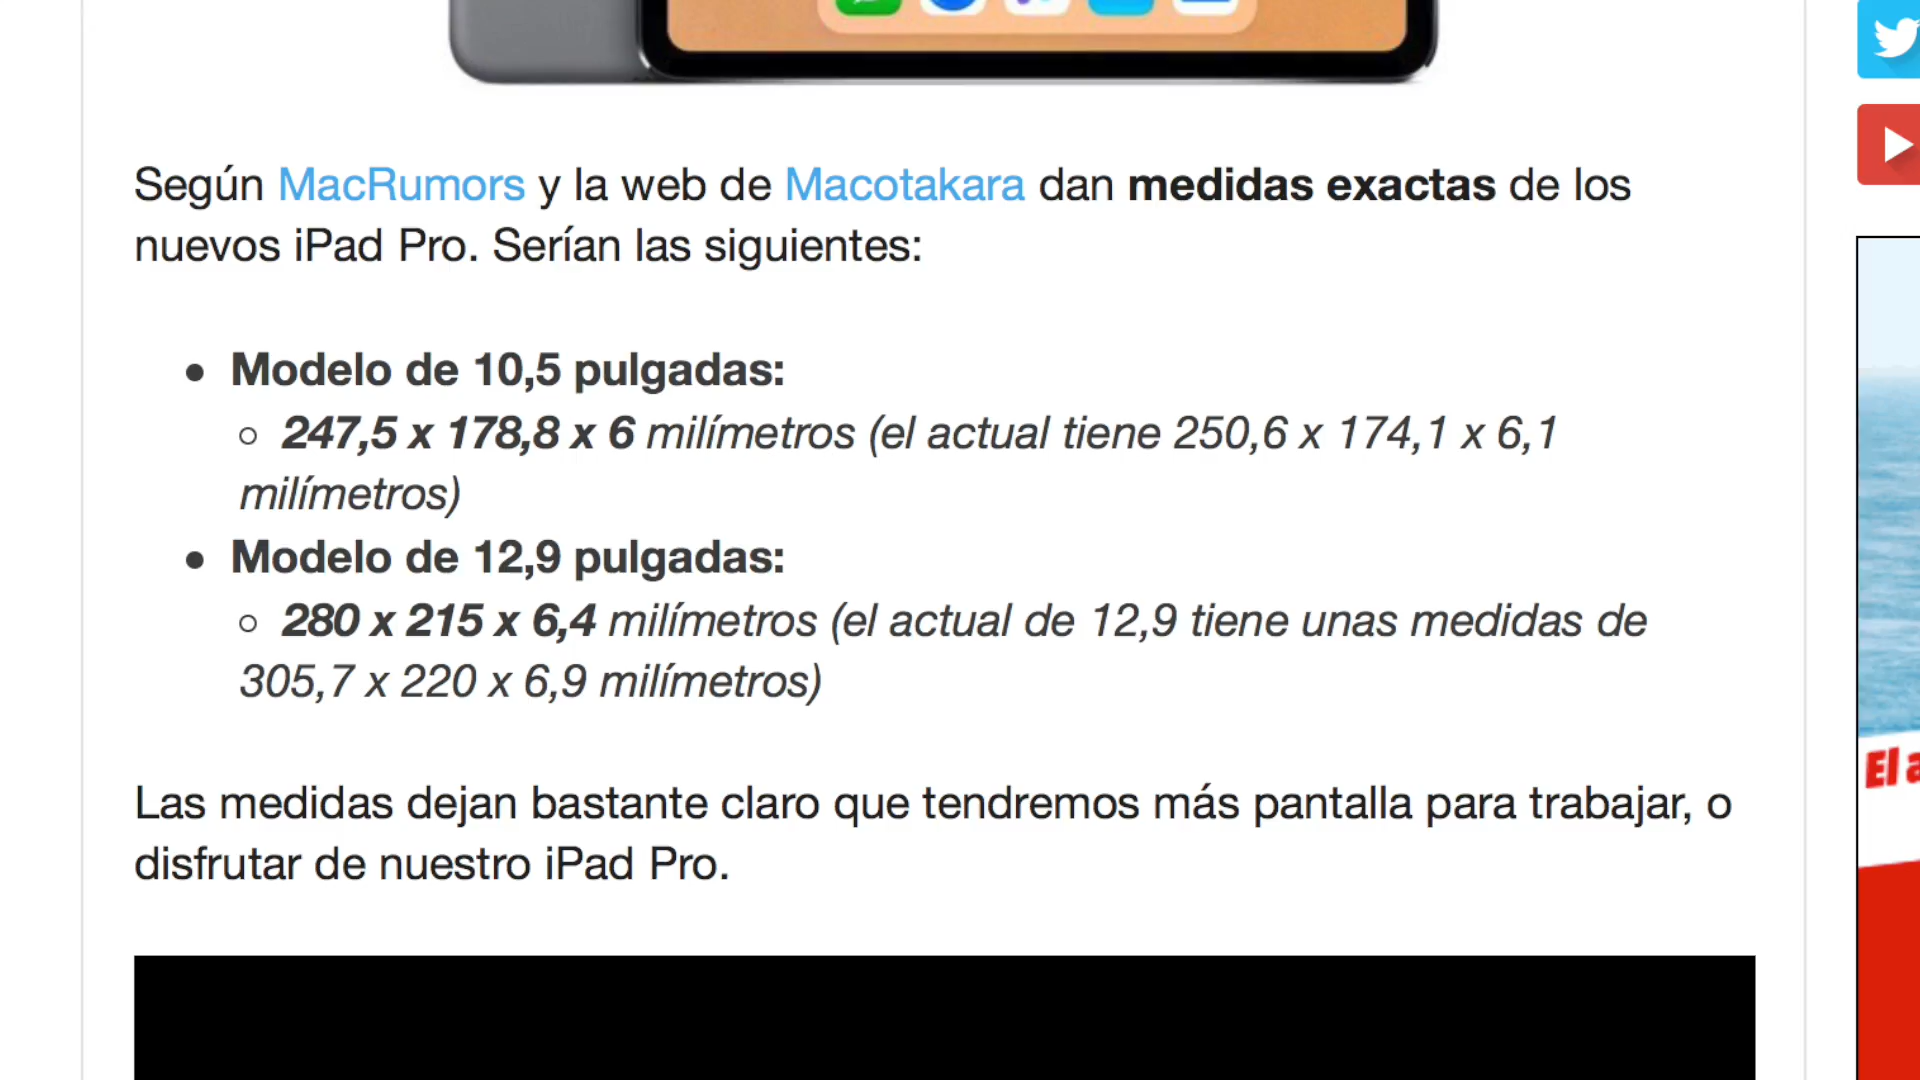 Según MacRumors y la web de Macotakara dan medidas exactas de los
nuevos iPad Pro. Serían las siguientes:
Modelo de 10,5 pulgadas:
247,5 x 178,8 x 6 milímetros (el actual tiene 250,6 x 174,1 x 6,1
milímetros)
Modelo de 12,9 pulgadas:
280 x 215 x 6,4 milímetros (el actual de 12,9 tiene unas medidas de
305,7 x 220 x 6,9 milímetros)
Las medidas dejan bastante claro que tendremos más pantalla para trabajar, o
disfrutar de nuestro iPad Pro.
El